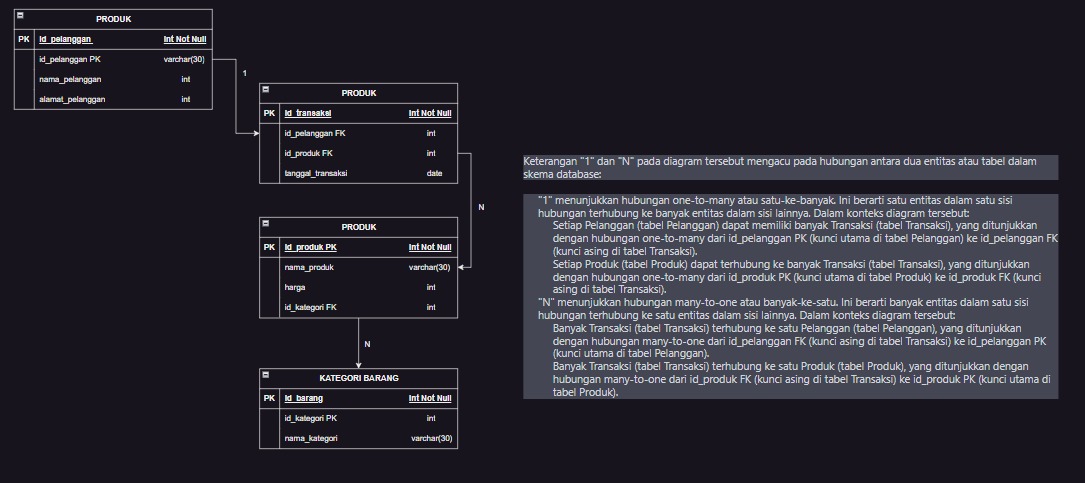 PRODUK
PK id_pelanggan Int Not Null
id_pelanggan PK varchar(30)
nama_pelanggan int
alamat_pelanggan int
1
PRODUK
PK id_transaksi Int Not Null
id_pelanggan FK int
id_produk FK int
tanggal_transaksi date
N
PRODUK
PK id_produk PK Int Not Null
nama_produk varchar(30)
harga int
id_kategori FK int
N
KATEGORI BARANG
PK id_barang Int Not Null
id_kategori PK int
nama_kategori varchar(30)
Keterangan "1" dan "N" pada diagram tersebut mengacu pada hubungan antara dua entitas atau tabel dalam
skema database:
"1" menunjukkan hubungan one-to-many atau satu-ke-banyak. Ini berarti satu entitas dalam satu sisi
hubungan terhubung ke banyak entitas dalam sisi lainnya. Dalam konteks diagram tersebut:
Setiap Pelanggan (tabel Pelanggan) dapat memiliki banyak Transaksi (tabel Transaksi), yang ditunjukkan
dengan hubungan one-to-many dari id_pelanggan PK (kunci utama di tabel Pelanggan) ke id_pelanggan FK
(kunci asing di tabel Transaksi).
Setiap Produk (tabel Produk) dapat terhubung ke banyak Transaksi (tabel Transaksi), yang ditunjukkan
dengan hubungan one-to-many dari id_produk PK (kunci utama di tabel Produk) ke id_produk FK (kunci
asing di tabel Transaksi).
"N" menunjukkan hubungan many-to-one atau banyak-ke-satu. Ini berarti banyak entitas dalam satu sisi
hubungan terhubung ke satu entitas dalam sisi lainnya. Dalam konteks diagram tersebut:
Banyak Transaksi (tabel Transaksi) terhubung ke satu Pelanggan (tabel Pelanggan), yang ditunjukkan
dengan hubungan many-to-one dari id_pelanggan FK (kunci asing di tabel Transaksi) ke id_pelanggan PK
(kunci utama di tabel Pelanggan).
Banyak Transaksi (tabel Transaksi) terhubung ke satu Produk (tabel Produk), yang ditunjukkan dengan
hubungan many-to-one dari id_produk FK (kunci asing di tabel Transaksi) ke id_produk PK (kunci utama di
tabel Produk).